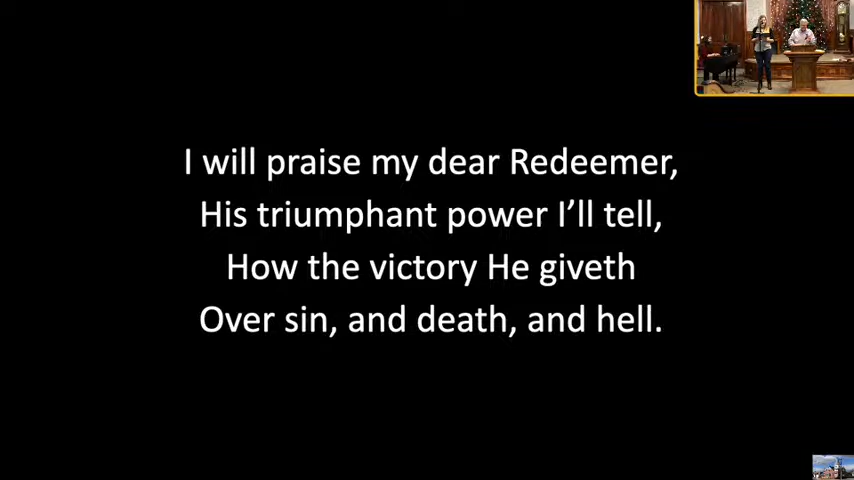 I will praise my dear Redeemer,
His triumphant power I’ll tell,
How the victory He giveth
Over sin, and death, and hell.